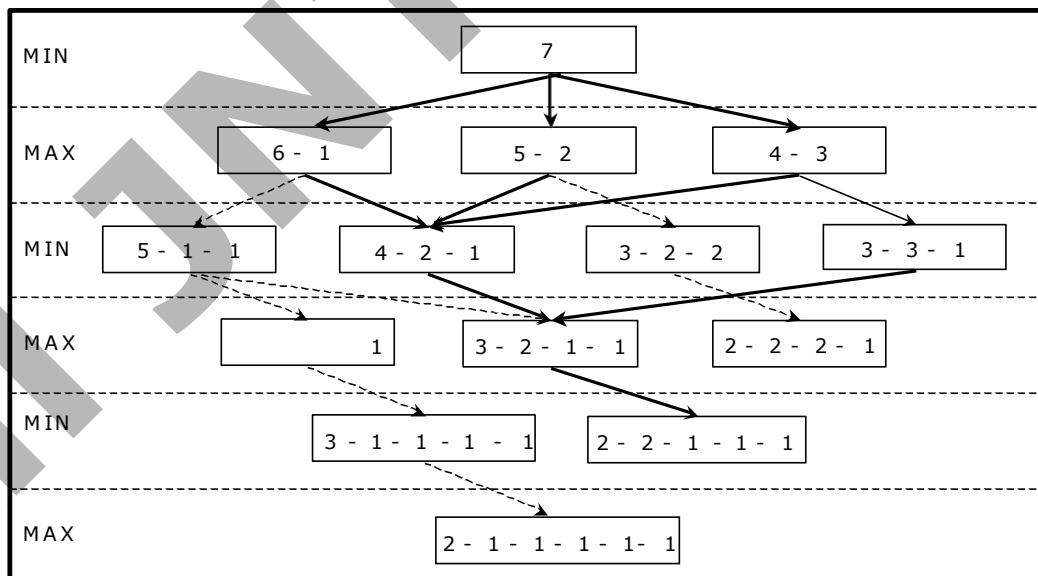 MIN
7
MAX
6 - 1
5 - 2
4 - 3
MIN
5 - 1 - 1
4 - 2 - 1
3 - 2 - 2
3 - 3 - 1
MAX
1
3 - 2 - 1 - 1
2 - 2 - 2 - 1
MIN
3 - 1 - 1 - 1 - 1
2 - 2 - 1 - 1 - 1
MAX
2 - 1 - 1 - 1 - 1 - 1